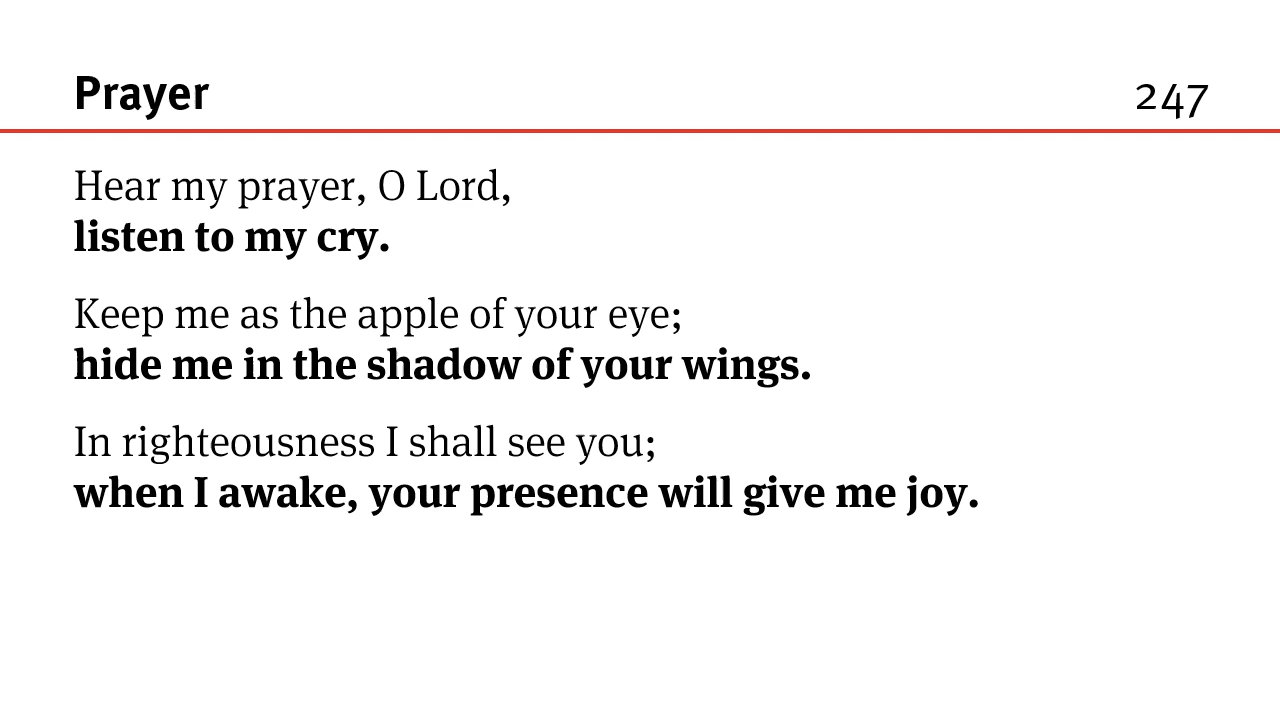 Prayer 247
Hear my prayer, O Lord,
listen to my cry.
Keep me as the apple of your eye;
hide me in the shadow of your wings.
In righteousness I shall see you;
when I awake, your presence will give me joy.